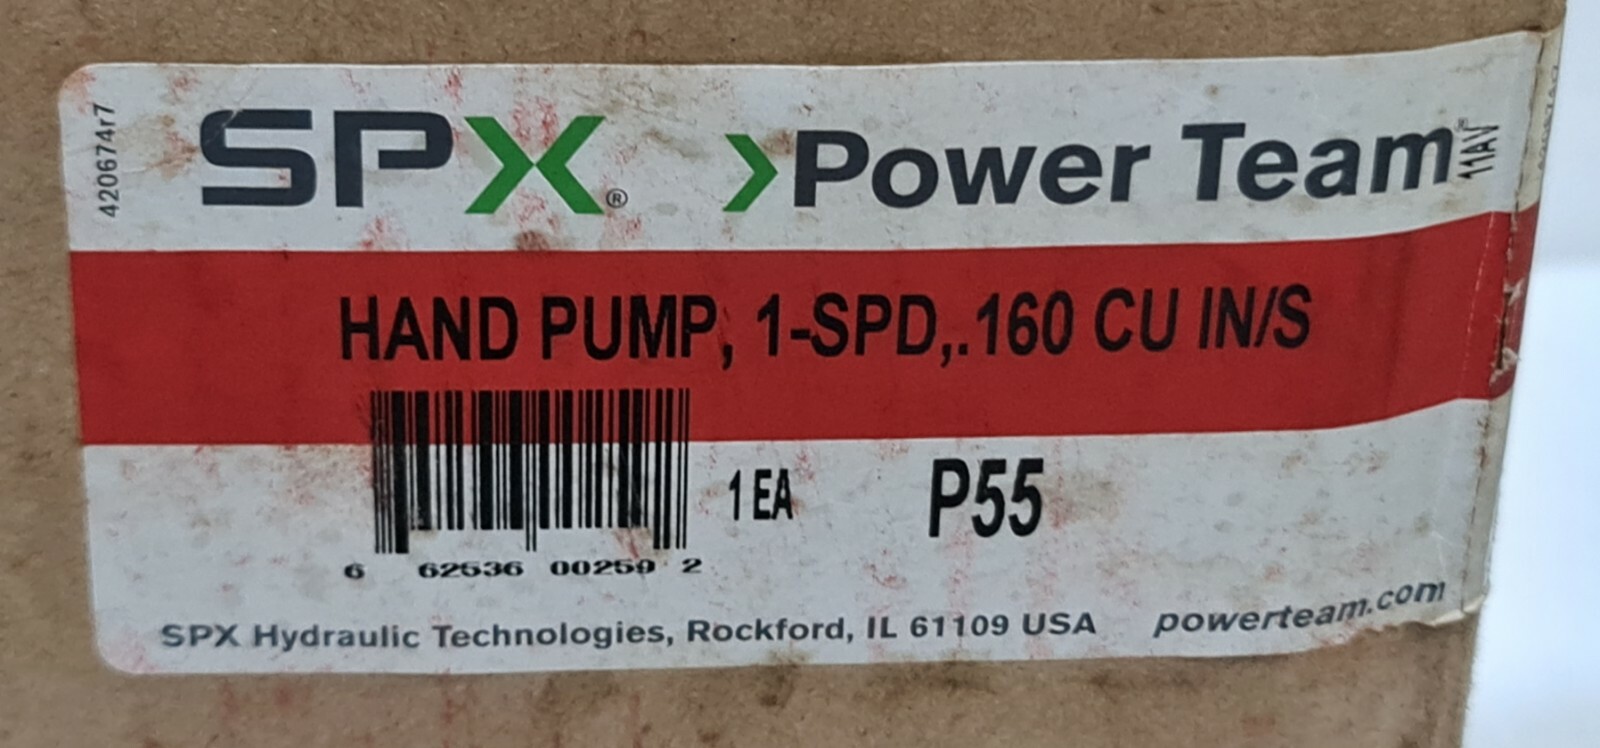 420674r7
SPX® >Power Team®
11AV
HAND PUMP, 1-SPD,.160 CU IN/S
1 EA P55
6 62536 00259 2
SPX Hydraulic Technologies, Rockford, IL 61109 USA powerteam.com